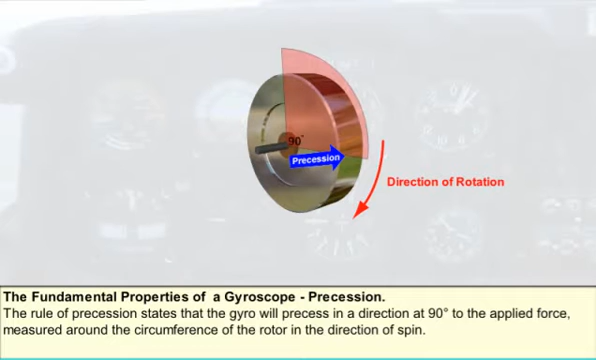 90°
Precession
Direction of Rotation
The Fundamental Properties of a Gyroscope - Precession.
The rule of precession states that the gyro will precess in a direction at 90° to the applied force,
measured around the circumference of the rotor in the direction of spin.